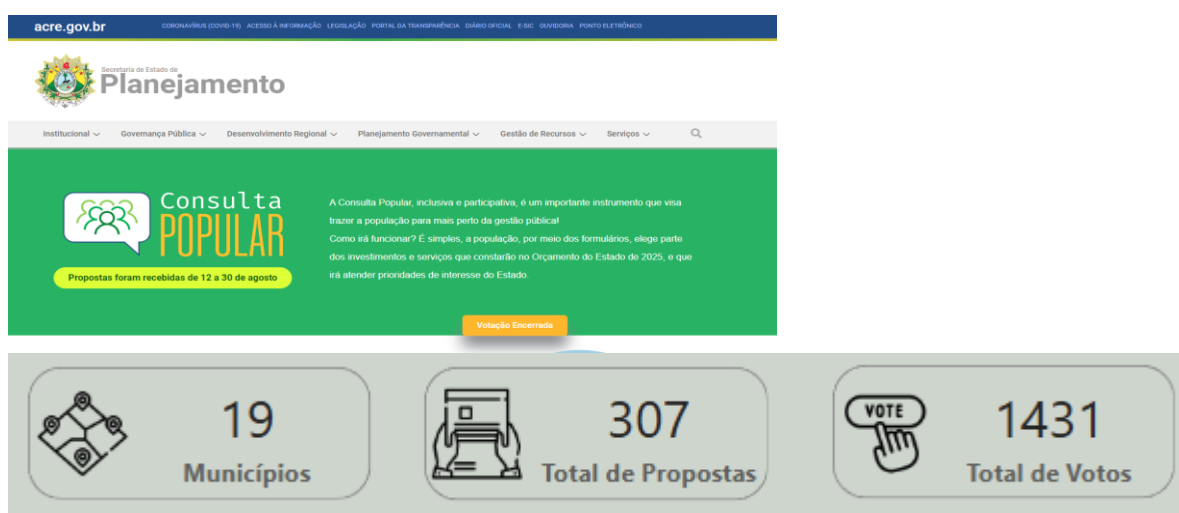 acre.gov.br
CORONAVÍRUS (COVID-19) ACESSO À INFORMAÇÃO LEGISLAÇÃO PORTAL DA TRANSPARÊNCIA DIÁRIO OFICIAL E-SIC OUVIDORIA PONTO ELETRÔNICO
Secretaria de Estado de
Planejamento
Institucional Governança Pública Desenvolvimento Regional Planejamento Governamental Gestão de Recursos Serviços
Consulta
POPULAR
Propostas foram recebidas de 12 a 30 de agosto
A Consulta Popular, inclusiva e participativa, é um importante instrumento que visa
trazer a população para mais perto da gestão pública!
Como irá funcionar? É simples, a população, por meio dos formulários, elege parte
dos investimentos e serviços que constarão no Orçamento do Estado de 2025, e que
irá atender prioridades de interesse do Estado.
Votação Encerrada
19
Municípios
307
Total de Propostas
VOTE
1431
Total de Votos